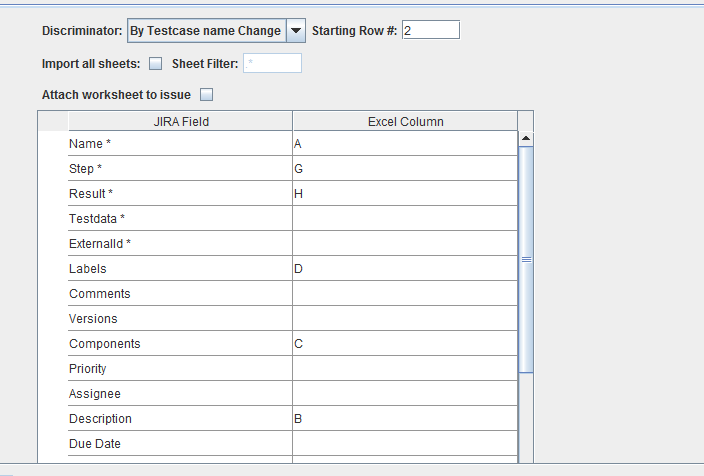 Discriminator: By Testcase name Change Starting Row #: 2
Import all sheets: Sheet Filter: .*
Attach worksheet to issue
JIRA Field Excel Column
Name * A
Step * G
Result * H
Testdata *
ExternalId *
Labels D
Comments
Versions
Components C
Priority
Assignee
Description B
Due Date